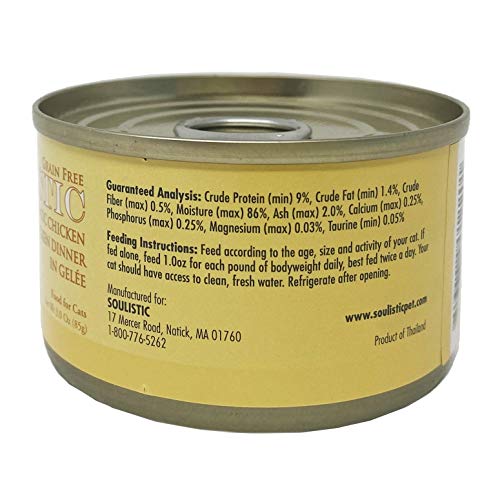 Grain Free
TIC
CHICKEN
DINNER
IN GELÉE
Food for Cats
3.0 Oz (85g)
Guaranteed Analysis: Crude Protein (min) 9%, Crude Fat (min) 1.4%, Crude
Fiber (max) 0.5%, Moisture (max) 86%, Ash (max) 2.0%, Calcium (max) 0.25%,
Phosphorus (max) 0.25%, Magnesium (max) 0.03%, Taurine (min) 0.05%
Feeding Instructions: Feed according to the age, size and activity of your cat. If
fed alone, feed 1.0oz for each pound of bodyweight daily, best fed twice a day. Your
cat should have access to clean, fresh water. Refrigerate after opening.
Manufactured for:
SOULISTIC
17 Mercer Road, Natick, MA 01760
1-800-776-5262
www.soulisticpet.com
Product of Thailand